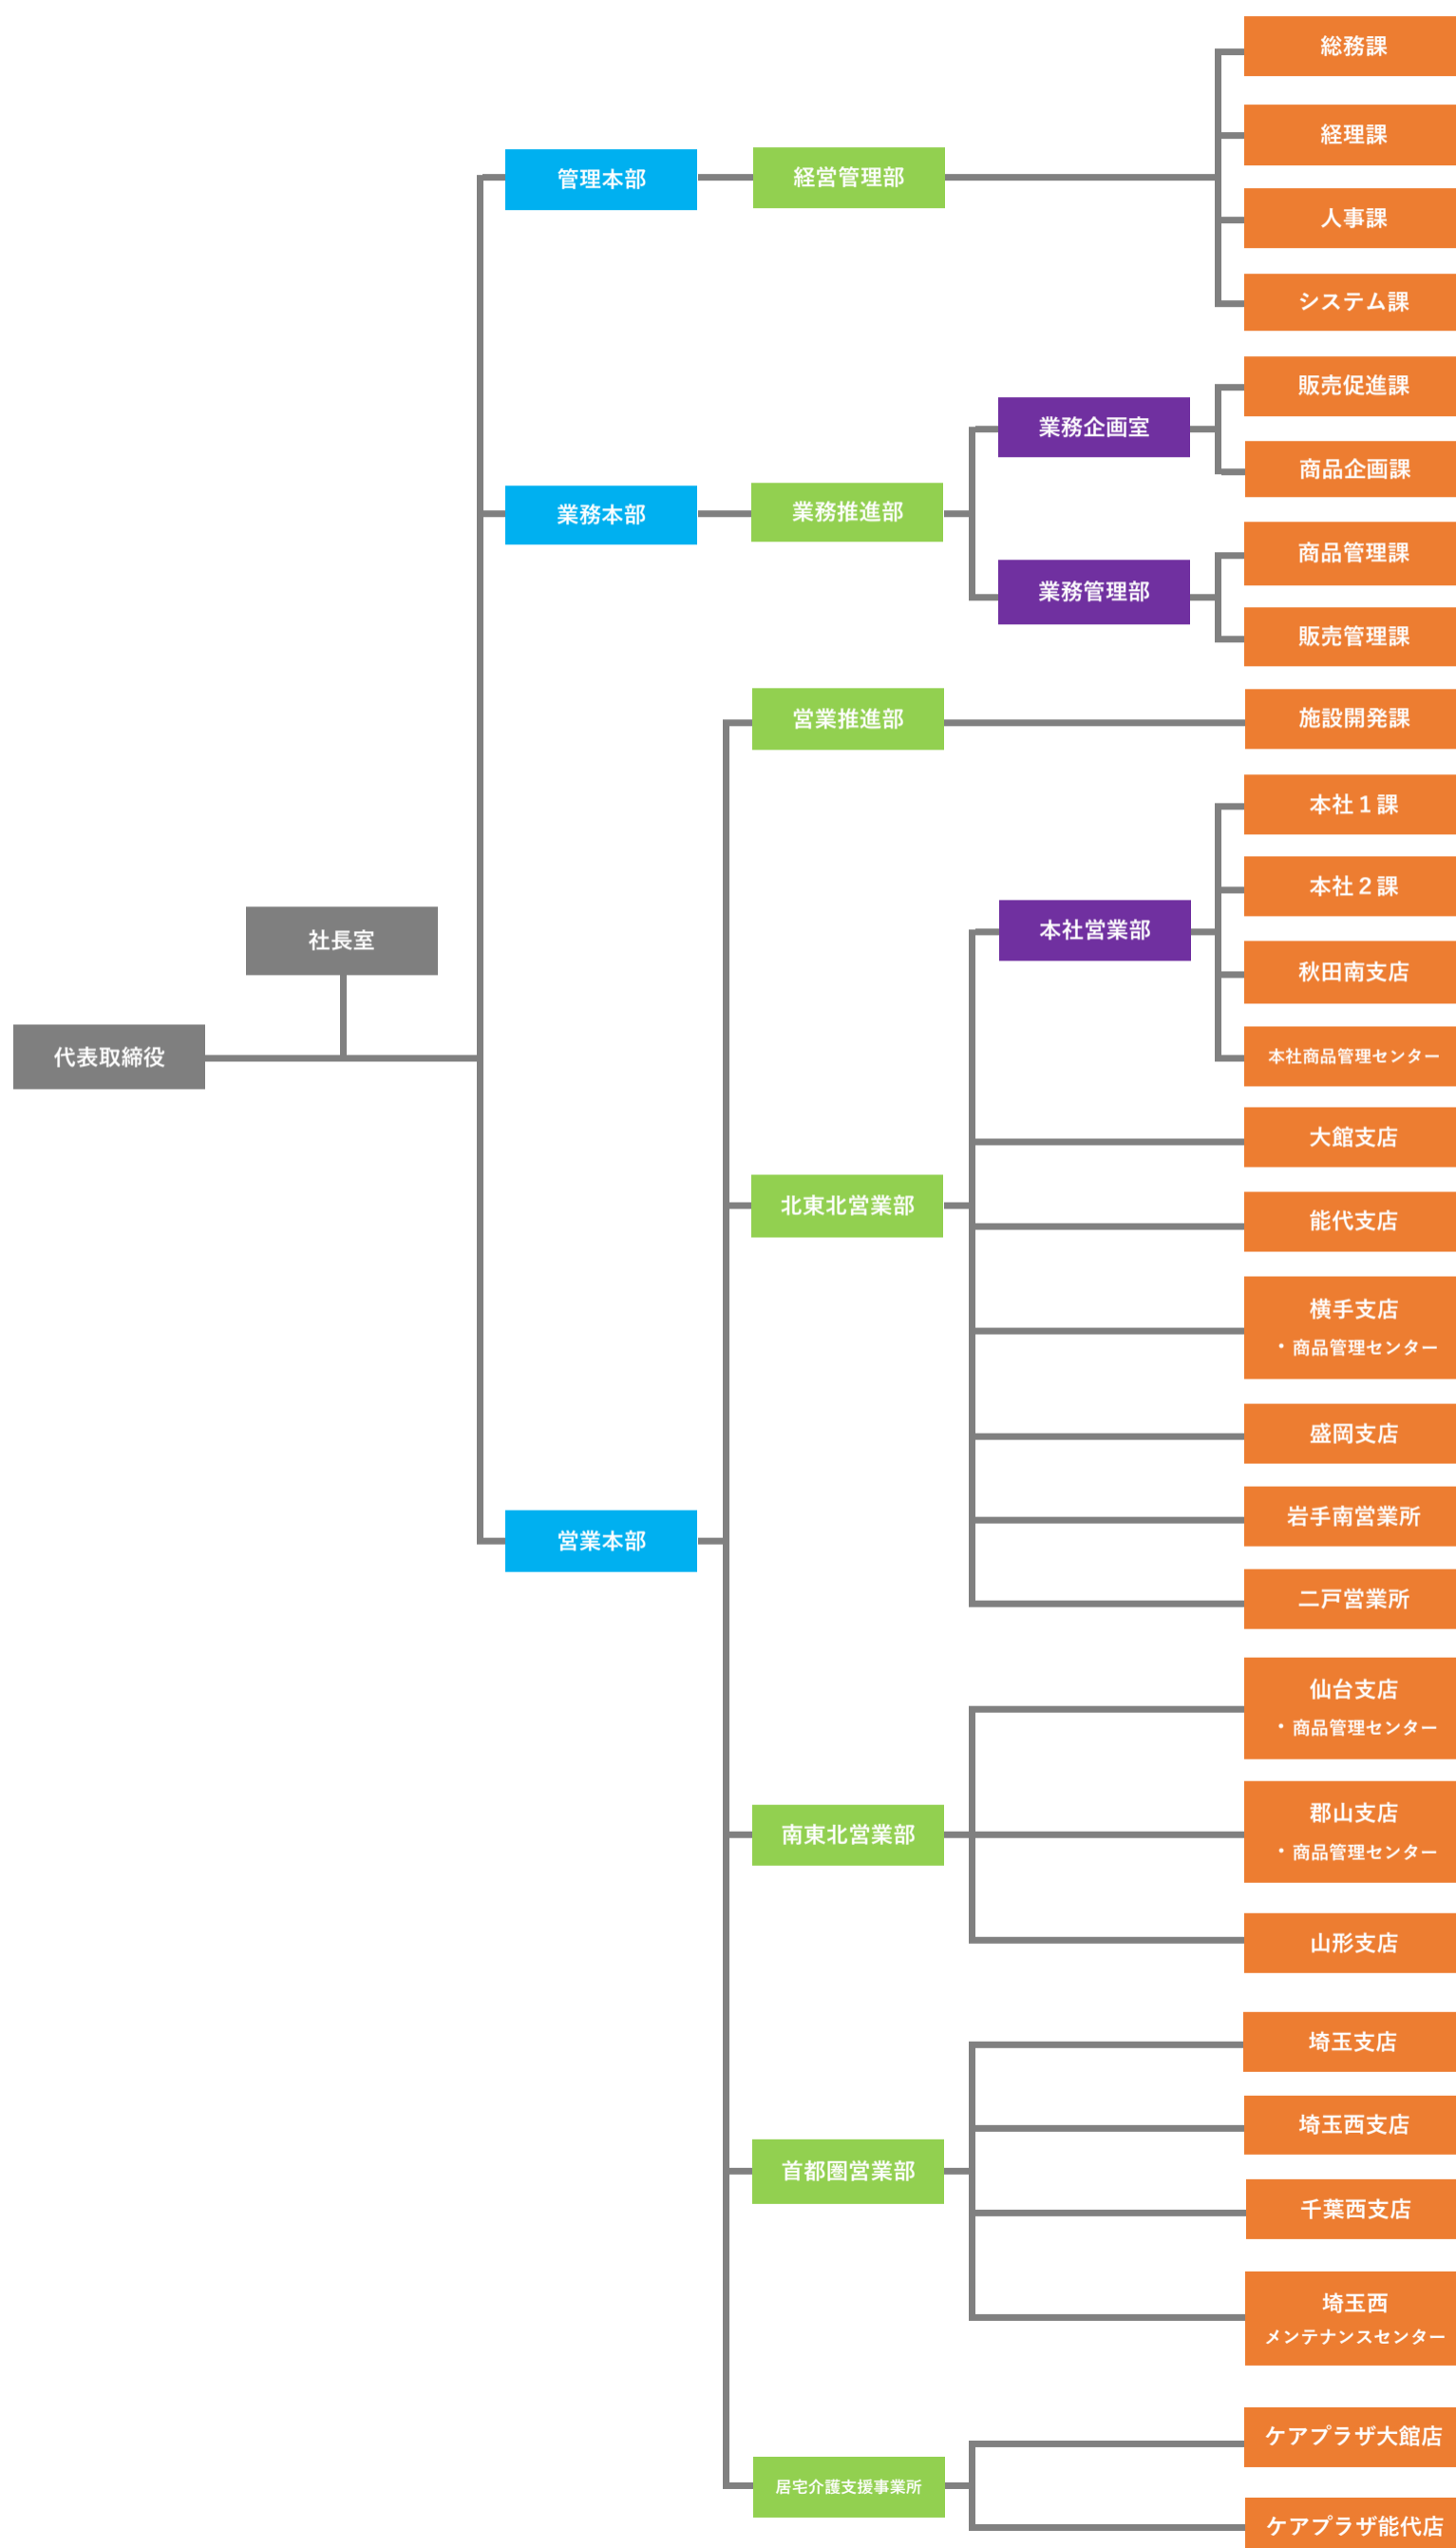 代表取締役
社長室
管理本部
経営管理部
総務課
経理課
人事課
システム課
業務本部
業務推進部
業務企画室
販売促進課
商品企画課
業務管理部
商品管理課
販売管理課
営業本部
営業推進部
施設開発課
北東北営業部
本社営業部
本社１課
本社２課
秋田南支店
本社商品管理センター
大館支店
能代支店
横手支店
・商品管理センター
盛岡支店
岩手南営業所
二戸営業所
南東北営業部
仙台支店
・商品管理センター
郡山支店
・商品管理センター
山形支店
首都圏営業部
埼玉支店
埼玉西支店
千葉西支店
埼玉西
メンテナンスセンター
居宅介護支援事業所
ケアプラザ大館店
ケアプラザ能代店